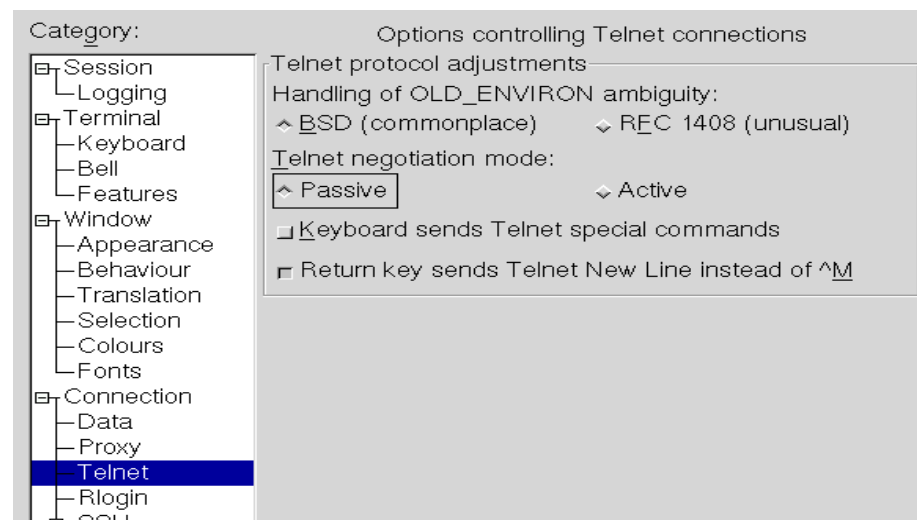 Category:
Session
Logging
Terminal
Keyboard
Bell
Features
Window
Appearance
Behaviour
Translation
Selection
Colours
Fonts
Connection
Data
Proxy
Telnet
Rlogin
Options controlling Telnet connections
Telnet protocol adjustments
Handling of OLD_ENVIRON ambiguity:
BSD (commonplace) RFC 1408 (unusual)
Telnet negotiation mode:
Passive Active
Keyboard sends Telnet special commands
Return key sends Telnet New Line instead of ^M